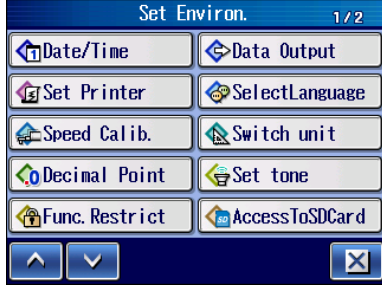 Set Environ. 1/2
Date/Time Data Output
Set Printer SelectLanguage
Speed Calib. Switch unit
Decimal Point Set tone
Func.Restrict AccessToSDCard